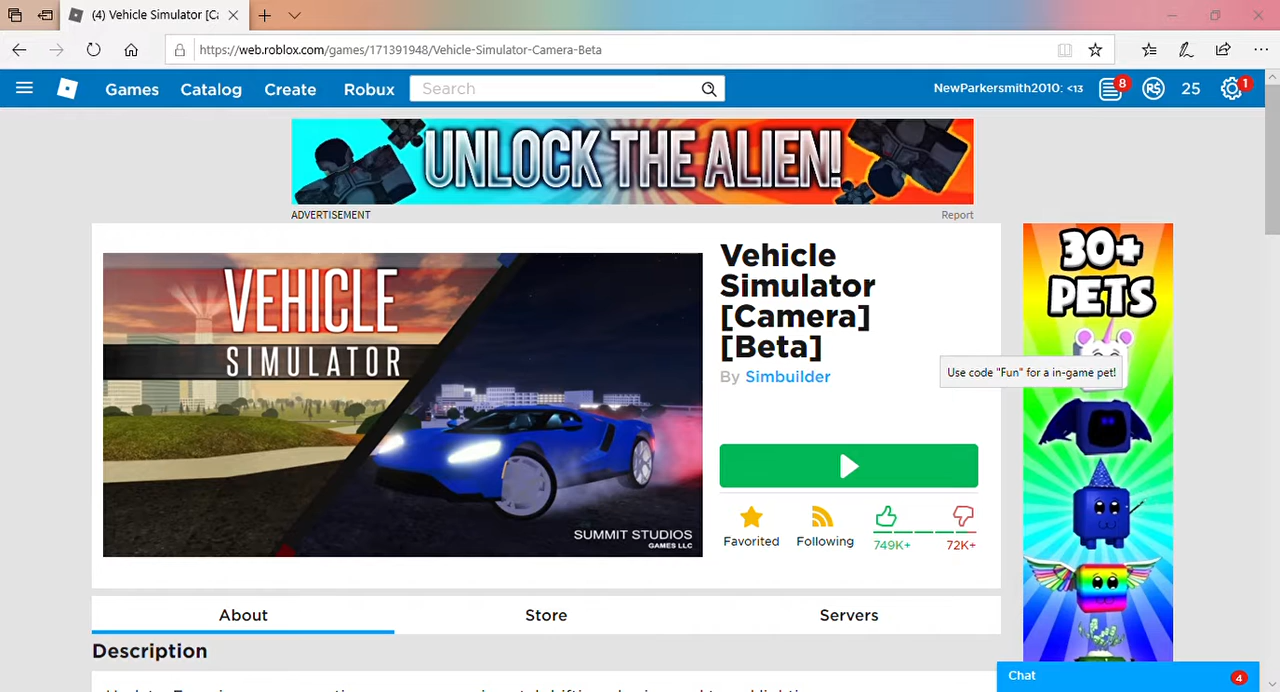 (4) Vehicle Simulator [Ca
https://web.roblox.com/games/171391948/Vehicle-Simulator-Camera-Beta
Games Catalog Create Robux Search NewParkersmith2010: <13 8 R$ 25 1
UNLOCK THE ALIEN!
ADVERTISEMENT Report
VEHICLE
SIMULATOR
SUMMIT STUDIOS
GAMES LLC
Vehicle
Simulator
[Camera]
[Beta]
By Simbuilder
Favorited Following 749K+ 72K+
30+
PETS
Use code "Fun" for a in-game pet!
About Store Servers
Description
Chat 4